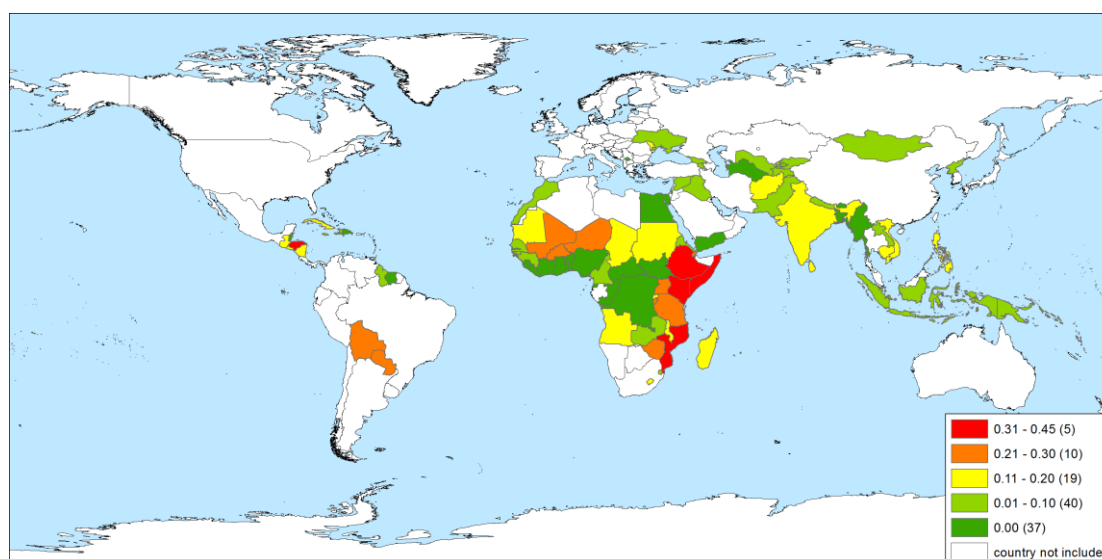 0.31 - 0.45 (5)
0.21 - 0.30 (10)
0.11 - 0.20 (19)
0.01 - 0.10 (40)
0.00 (37)
country not include